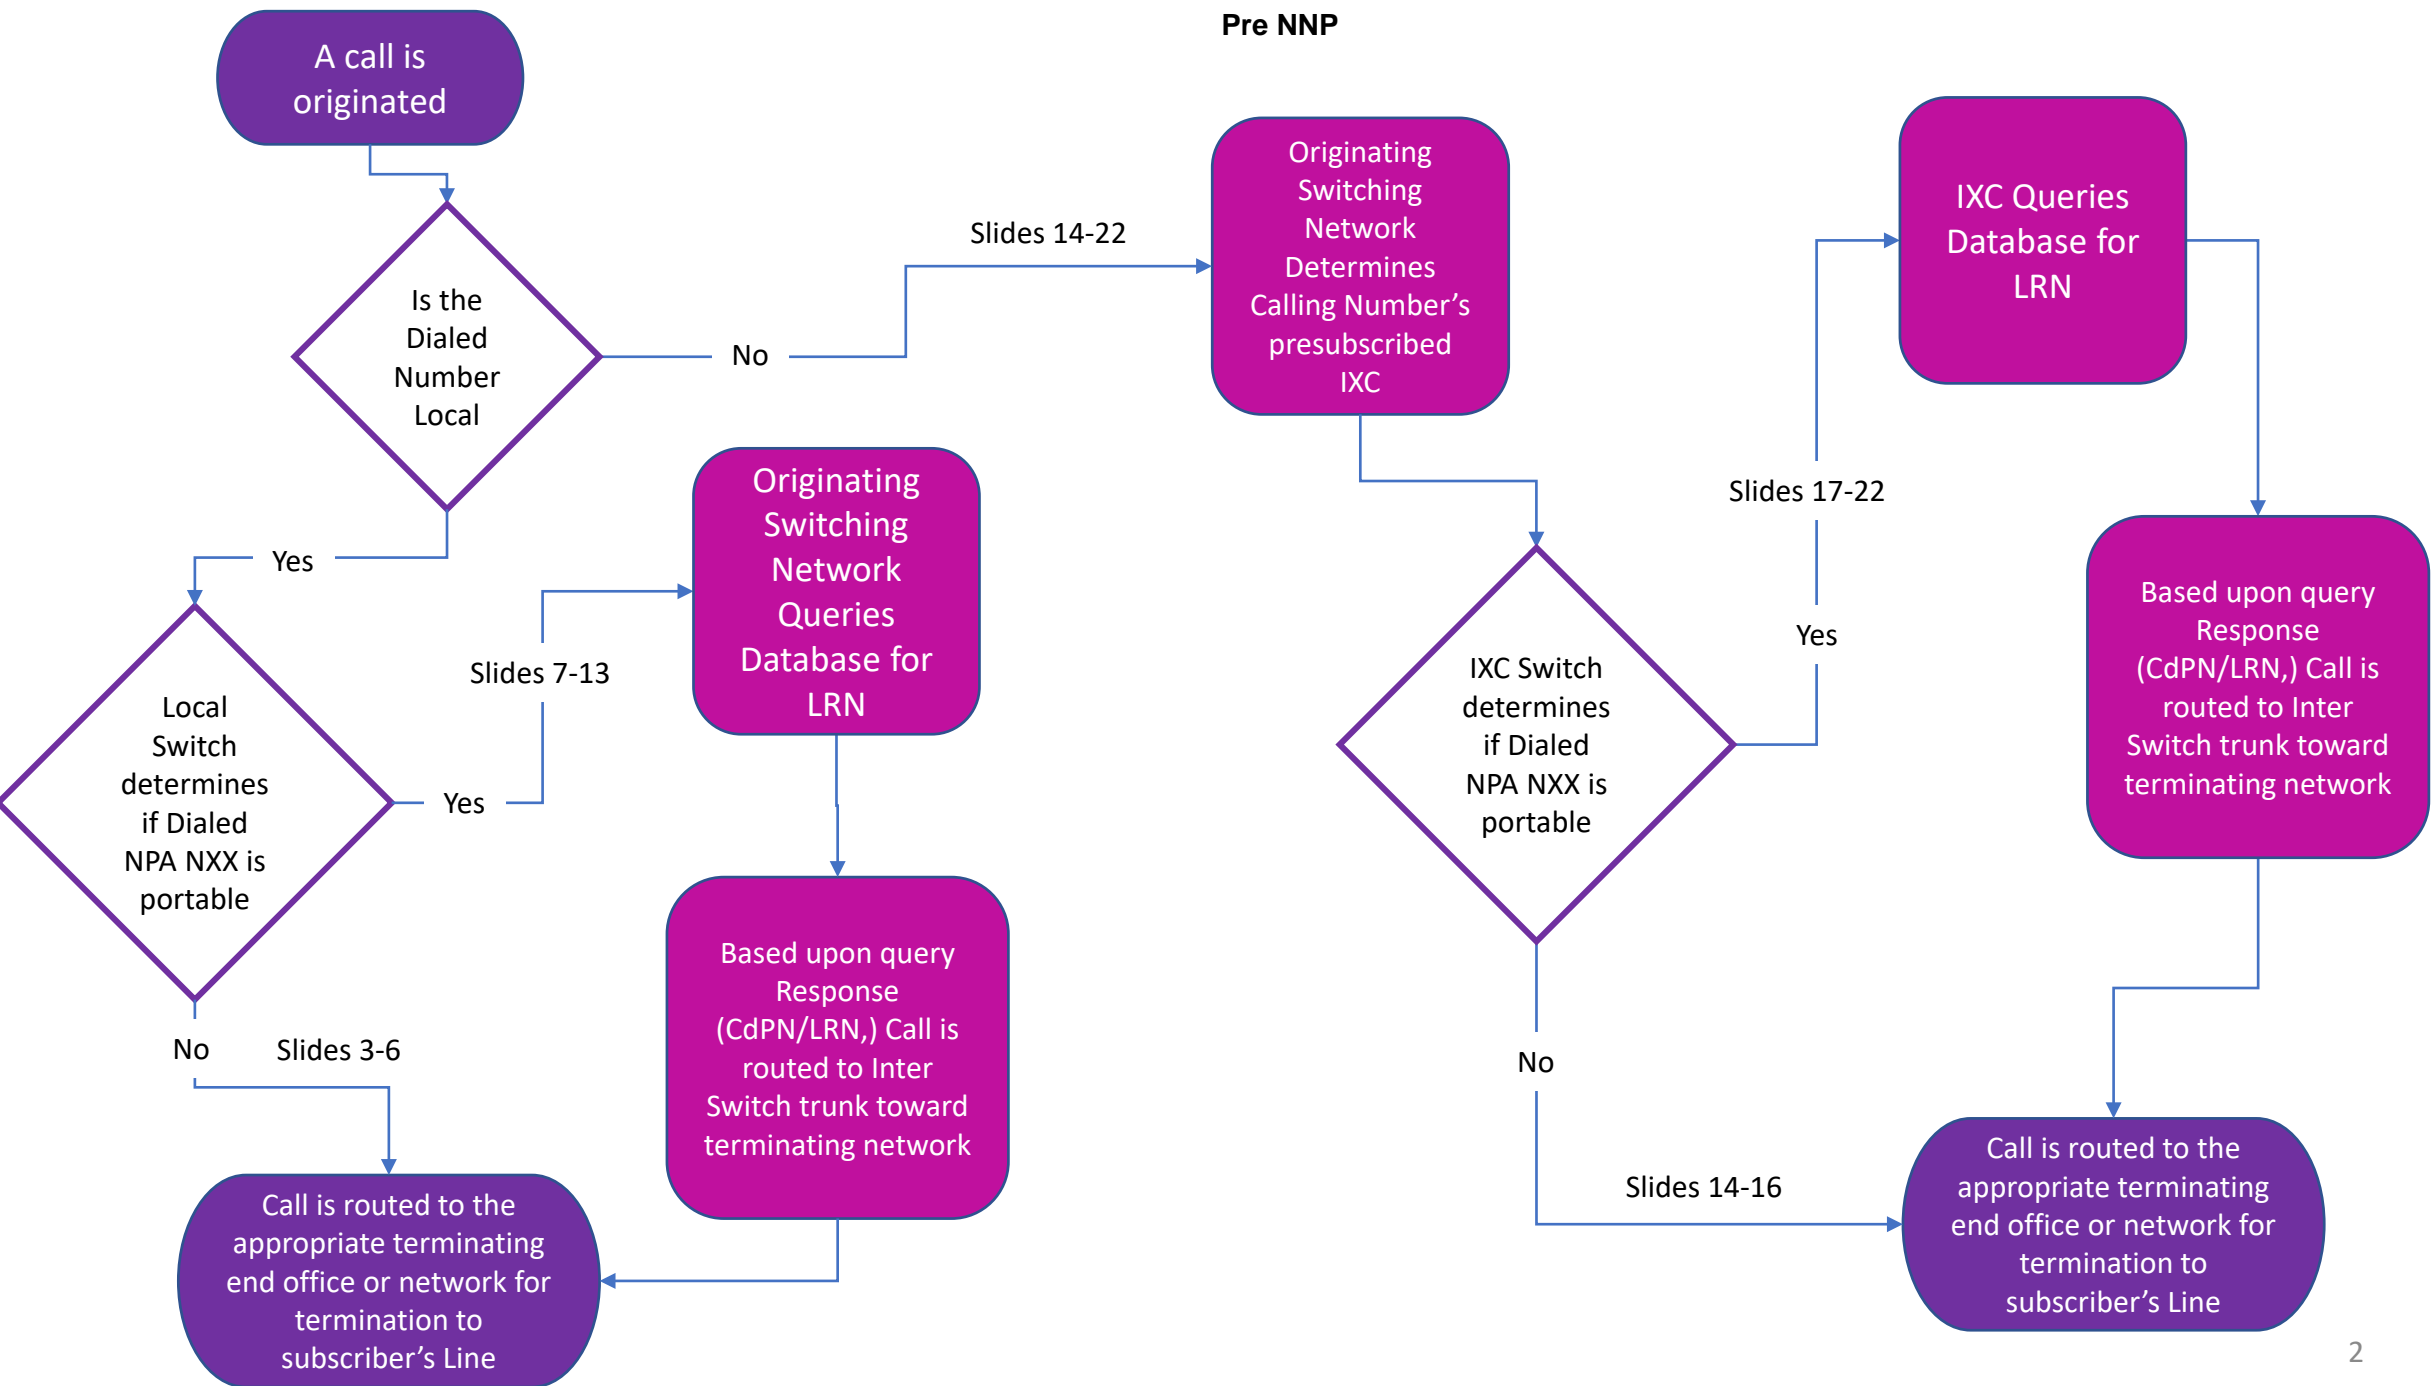 Pre NNP
A call is
originated
Is the
Dialed
Number
Local
No
Slides 14-22
Originating
Switching
Network
Determines
Calling Number’s
presubscribed
IXC
IXC Queries
Database for
LRN
Slides 17-22
Yes
IXC Switch
determines
if Dialed
NPA NXX is
portable
Based upon query
Response
(CdPN/LRN,) Call is
routed to Inter
Switch trunk toward
terminating network
No
Slides 14-16
Call is routed to the
appropriate terminating
end office or network for
termination to
subscriber’s Line
Yes
Local
Switch
determines
if Dialed
NPA NXX is
portable
Yes
Slides 7-13
Originating
Switching
Network
Queries
Database for
LRN
Based upon query
Response
(CdPN/LRN,) Call is
routed to Inter
Switch trunk toward
terminating network
No
Slides 3-6
Call is routed to the
appropriate terminating
end office or network for
termination to
subscriber’s Line
2